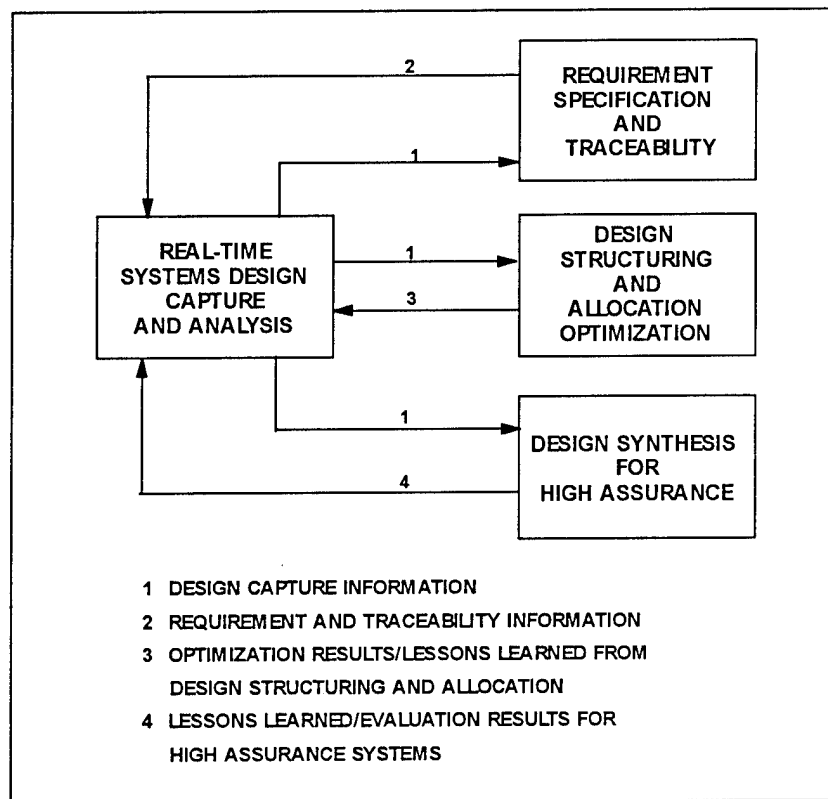 2
REQUIREMENT
SPECIFICATION
AND
TRACEABILITY
1
REAL-TIME
SYSTEMS DESIGN
CAPTURE
AND ANALYSIS
1
3
DESIGN
STRUCTURING
AND
ALLOCATION
OPTIMIZATION
1
4
DESIGN SYNTHESIS
FOR
HIGH ASSURANCE
1 DESIGN CAPTURE INFORMATION
2 REQUIREMENT AND TRACEABILITY INFORMATION
3 OPTIMIZATION RESULTS/LESSONS LEARNED FROM
DESIGN STRUCTURING AND ALLOCATION
4 LESSONS LEARNED/EVALUATION RESULTS FOR
HIGH ASSURANCE SYSTEMS